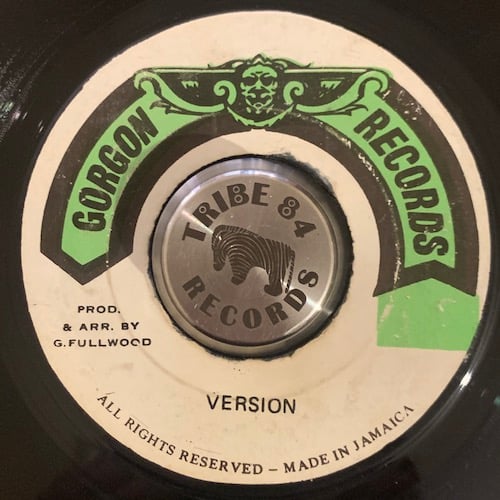 GORGON RECORDS
TRIBE 84
RECORDS
PROD.
& ARR. BY
G.FULLWOOD
VERSION
ALL RIGHTS RESERVED – MADE IN JAMAICA